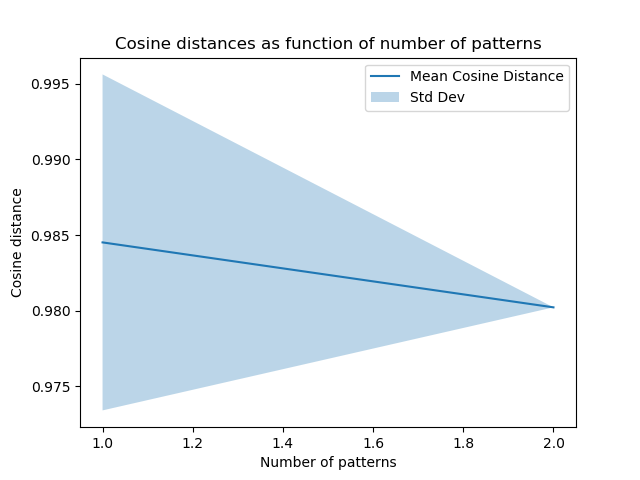 Cosine distances as function of number of patterns
Mean Cosine Distance
Std Dev
Cosine distance
0.995
0.990
0.985
0.980
0.975
1.0 1.2 1.4 1.6 1.8 2.0
Number of patterns